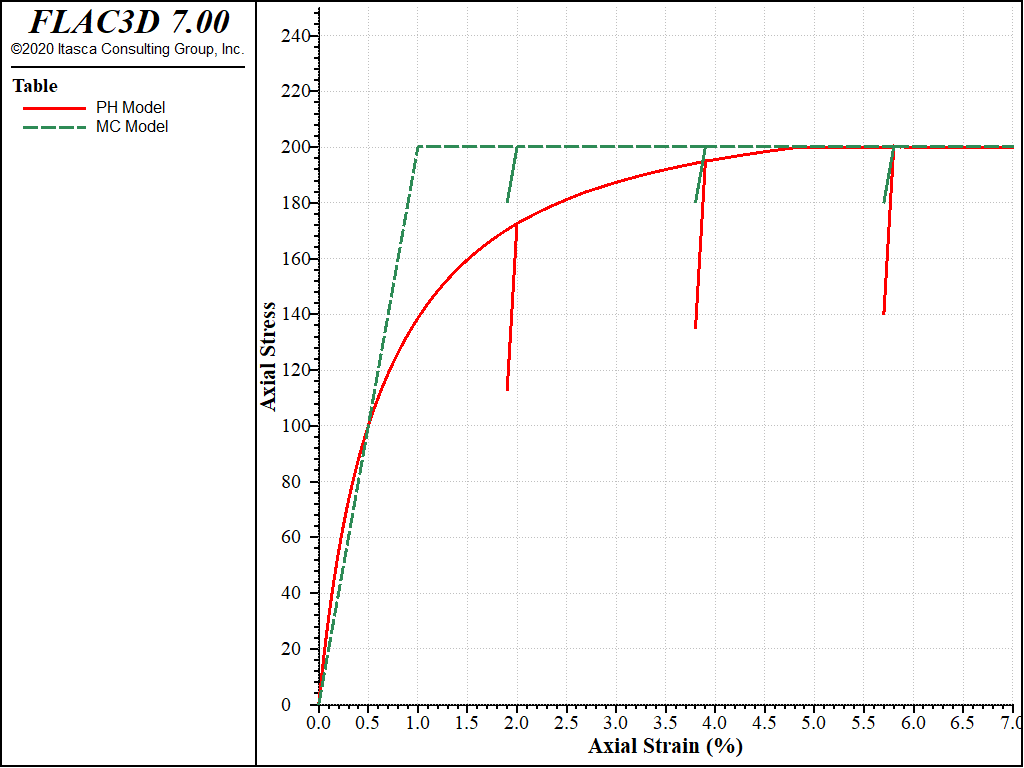 FLAC3D 7.00
©2020 Itasca Consulting Group, Inc.
Table
PH Model
MC Model
240
220
200
180
160
140
120
100
80
60
40
20
0
Axial Stress
0.0 0.5 1.0 1.5 2.0 2.5 3.0 3.5 4.0 4.5 5.0 5.5 6.0 6.5 7.0
Axial Strain (%)